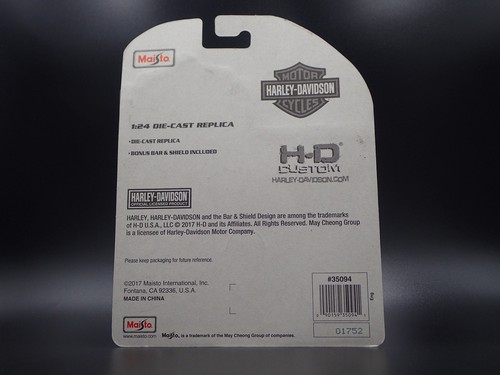 Maisto
MOTOR
HARLEY-DAVIDSON
CYCLES
1:24 DIE-CAST REPLICA
· DIE-CAST REPLICA
· BONUS BAR & SHIELD INCLUDED
H-D
CUSTOM
HARLEY-DAVIDSON.COM
HARLEY-DAVIDSON
OFFICIAL LICENSED PRODUCT
HARLEY, HARLEY-DAVIDSON and the Bar & Shield Design are among the trademarks
of H-D U.S.A., LLC © 2017 H-D and its Affiliates. All Rights Reserved. May Cheong Group
is a licensee of Harley-Davidson Motor Company.
Please keep packaging for future reference.
©2017 Maisto International, Inc.
Fontana, CA 92336, U.S.A.
MADE IN CHINA
#35094
Maisto
www.maisto.com
Maisto, is a trademark of the May Cheong Group of companies.
01752